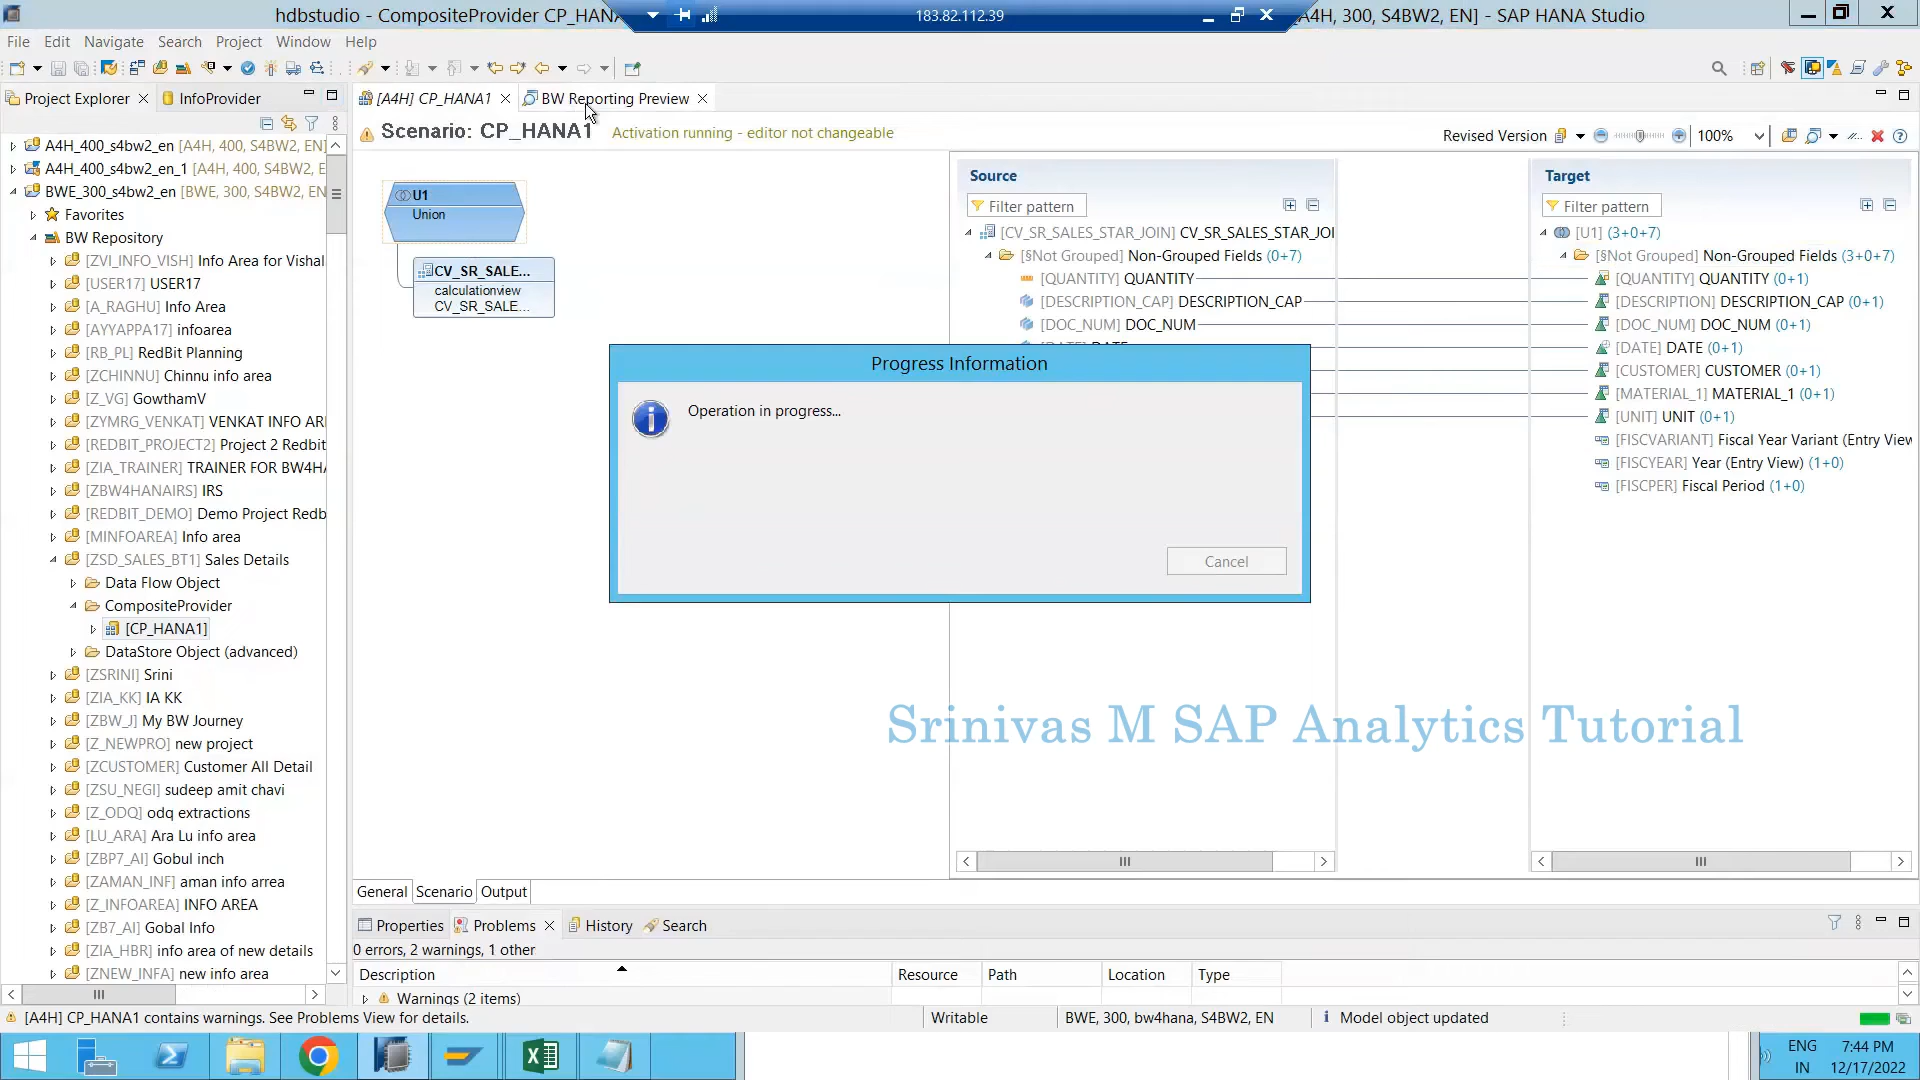 hdbstudio - CompositeProvider CP_HANA
183.82.112.39
[A4H, 300, S4BW2, EN] - SAP HANA Studio
File Edit Navigate Search Project Window Help
Project Explorer
InfoProvider
[A4H] CP_HANA1
BW Reporting Preview
Scenario: CP_HANA1
Activation running - editor not changeable
Revised Version
100%
A4H_400_s4bw2_en [A4H, 400, S4BW2, EN]
A4H_400_s4bw2_en_1 [A4H, 400, S4BW2, E
BWE_300_s4bw2_en [BWE, 300, S4BW2, EN
Favorites
BW Repository
[ZVI_INFO_VISH] Info Area for Vishal
[USER17] USER17
[A_RAGHU] Info Area
[AYYAPPA17] infoarea
[RB_PL] RedBit Planning
[ZCHINNU] Chinnu info area
[Z_VG] GowthamV
[ZYMRG_VENKAT] VENKAT INFO AR
[REDBIT_PROJECT2] Project 2 Redbit
[ZIA_TRAINER] TRAINER FOR BW4HA
[ZBW4HANAIRS] IRS
[REDBIT_DEMO] Demo Project Redb
[MINFOAREA] Info area
[ZSD_SALES_BT1] Sales Details
Data Flow Object
CompositeProvider
[CP_HANA1]
DataStore Object (advanced)
[ZSRINI] Srini
[ZIA_KK] IA KK
[ZBW_J] My BW Journey
[Z_NEWPRO] new project
[ZCUSTOMER] Customer All Detail
[ZSU_NEGI] sudeep amit chavi
[Z_ODQ] odq extractions
[LU_ARA] Ara Lu info area
[ZBP7_AI] Gobul inch
[ZAMAN_INF] aman info arrea
[Z_INFOAREA] INFO AREA
[ZB7_AI] Gobal Info
[ZIA_HBR] info area of new details
[ZNEW_INFA] new info area
U1
Union
CV_SR_SALE...
calculationview
CV_SR_SALE...
Source
Filter pattern
[CV_SR_SALES_STAR_JOIN] CV_SR_SALES_STAR_JOI
[§Not Grouped] Non-Grouped Fields (0+7)
[QUANTITY] QUANTITY
[DESCRIPTION_CAP] DESCRIPTION_CAP
[DOC_NUM] DOC_NUM
[DATE] DATE
Target
Filter pattern
[U1] (3+0+7)
[§Not Grouped] Non-Grouped Fields (3+0+7)
[QUANTITY] QUANTITY (0+1)
[DESCRIPTION] DESCRIPTION_CAP (0+1)
[DOC_NUM] DOC_NUM (0+1)
[DATE] DATE (0+1)
[CUSTOMER] CUSTOMER (0+1)
[MATERIAL_1] MATERIAL_1 (0+1)
[UNIT] UNIT (0+1)
[FISCVARIANT] Fiscal Year Variant (Entry View
[FISCYEAR] Year (Entry View) (1+0)
[FISCPER] Fiscal Period (1+0)
Progress Information
Operation in progress...
Cancel
Srinivas M SAP Analytics Tutorial
General Scenario Output
Properties Problems History Search
0 errors, 2 warnings, 1 other
Description Resource Path Location Type
Warnings (2 items)
[A4H] CP_HANA1 contains warnings. See Problems View for details.
Writable
BWE, 300, bw4hana, S4BW2, EN
Model object updated
ENG
IN
7:44 PM
12/17/2022